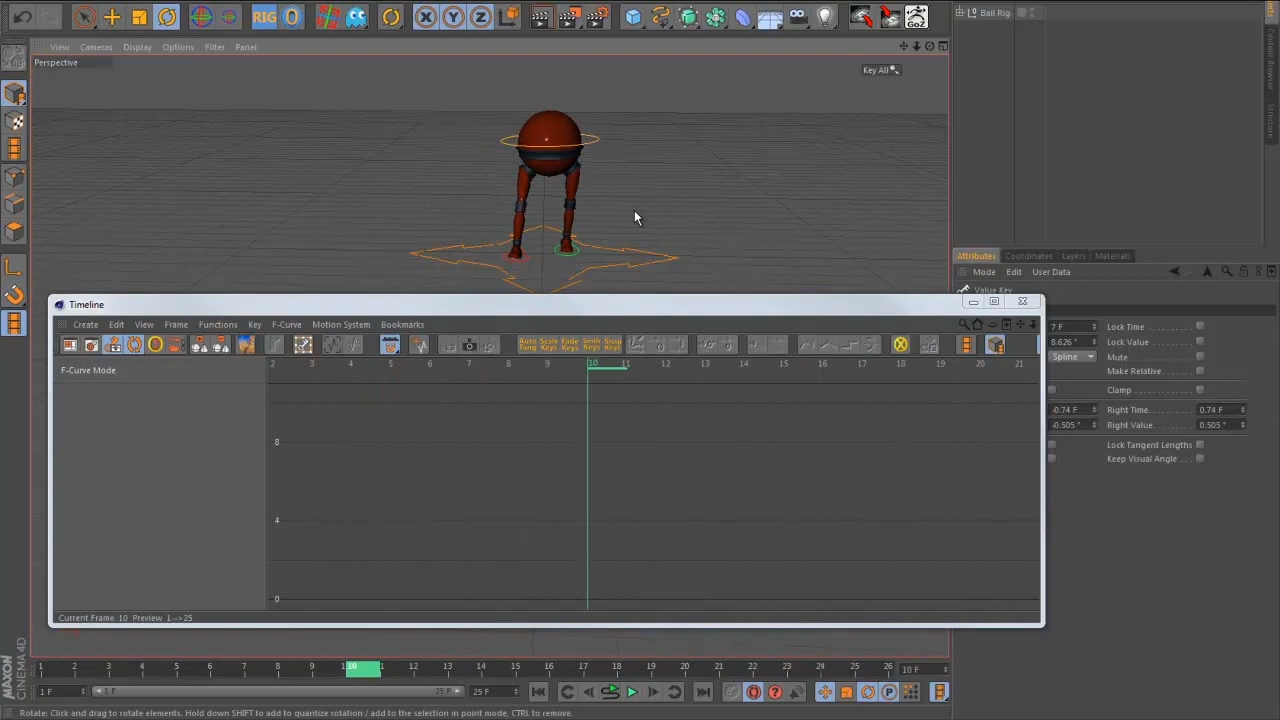 RIG
X Y Z
GoZ
View Cameras Display Options Filter Panel
Perspective
Key All
Ball Rig
Content Browser
Structure
Attributes Coordinates Layers Materials
Mode Edit User Data
Value Key
7 F Lock Time
8.626 ° Lock Value
Spline Mute
Make Relative
Clamp
-0.74 F Right Time 0.74 F
-0.505 ° Right Value 0.505 °
Lock Tangent Lengths
Keep Visual Angle
Timeline
Create Edit View Frame Functions Key F-Curve Motion System Bookmarks
Auto Tang Scale Keys Fade Keys Smth Keys Snap Keys
F-Curve Mode
2 3 4 5 6 7 8 9 10 11 12 13 14 15 16 17 18 19 20 21
8
4
0
Current Frame 10 Preview 1-->25
1 2 3 4 5 6 7 8 9 10 1 12 13 14 15 16 17 18 19 20 21 22 23 24 25 26 10 F
1 F 1 F 25 F 25 F
MAXON
CINEMA 4D
Rotate: Click and drag to rotate elements. Hold down SHIFT to add to quantize rotation / add to the selection in point mode, CTRL to remove.